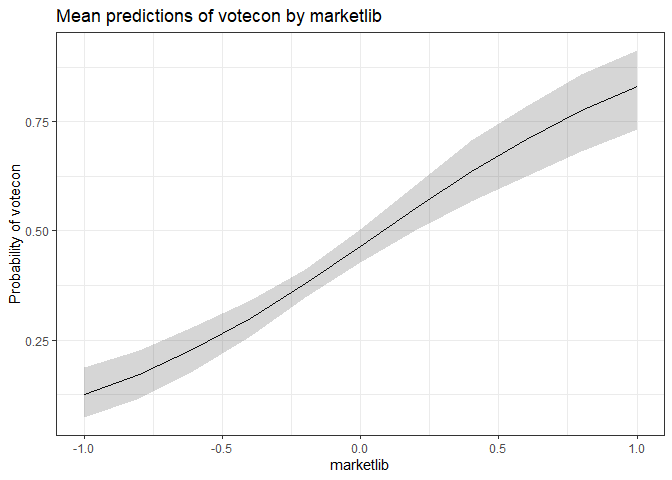 Mean predictions of votecon by marketlib
Probability of votecon
0.75
0.50
0.25
-1.0 -0.5 0.0 0.5 1.0
marketlib